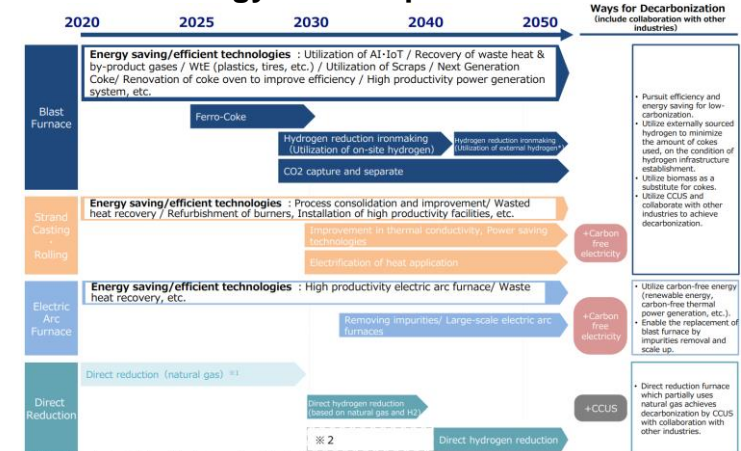 2020 2025 2030 2040 2050
Ways for Decarbonization
(include collaboration with other
industries)
Blast
Furnace
Energy saving/efficient technologies : Utilization of AI・IoT / Recovery of waste heat &
by-product gases / WtE (plastics, tires, etc.) / Utilization of Scraps / Next Generation
Coke/ Renovation of coke oven to improve efficiency / High productivity power generation
system, etc.
Ferro-Coke
Hydrogen reduction ironmaking
(Utilization of on-site hydrogen)
Hydrogen reduction ironmaking
(Utilization of external hydrogen*)
CO2 capture and separate
• Pursuit efficiency and
energy saving for low-
carbonization.
• Utilize externally sourced
hydrogen to minimize
the amount of cokes
used, on the condition of
hydrogen infrastructure
establishment.
• Utilize biomass as a
substitute for cokes.
• Utilize CCUS and
collaborate with other
industries to achieve
decarbonization.
Strand
Casting
・
Rolling
Energy saving/efficient technologies : Process consolidation and improvement/ Wasted
heat recovery / Refurbishment of burners, Installation of high productivity facilities, etc.
Improvement in thermal conductivity, Power saving
technologies
Electrification of heat application
+Carbon
free
electricity
Electric
Arc
Furnace
Energy saving/efficient technologies : High productivity electric arc furnace/ Waste
heat recovery, etc.
Removing impurities/ Large-scale electric arc
furnaces
+Carbon
free
electricity
• Utilize carbon-free energy
(renewable energy,
carbon-free thermal
power generation, etc.).
• Enable the replacement of
blast furnace by
impurities removal and
scale up.
Direct
Reduction
Direct reduction (natural gas) ※1
Direct hydrogen reduction
(based on natural gas and H2)
※ 2
Direct hydrogen reduction
+CCUS
• Direct reduction furnace
which partially uses
natural gas achieves
decarbonization by CCUS
with collaboration with
other industries.